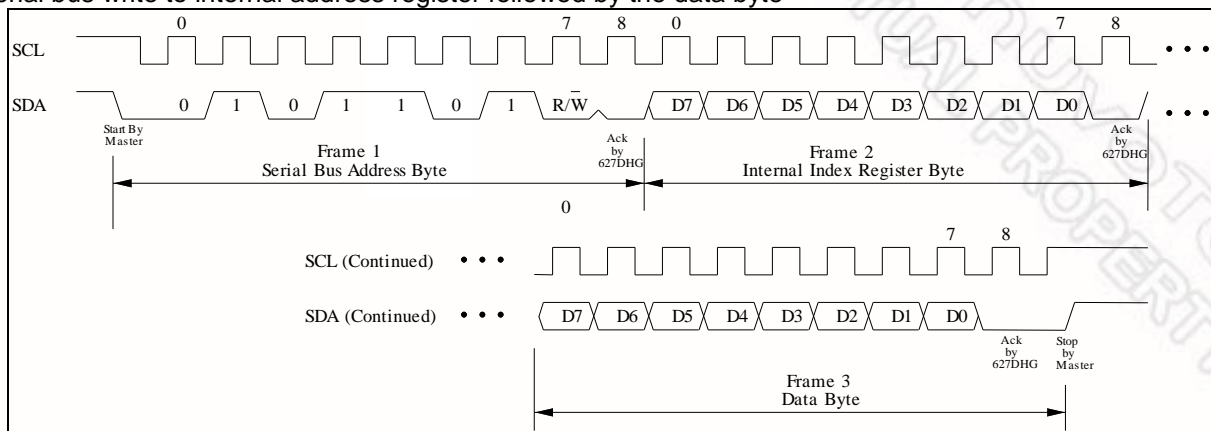 erial bus write to internal address register followed by the data byte
0 7 8 0 7 8
SCL
SDA 0 1 0 1 1 0 1 R/W D7 D6 D5 D4 D3 D2 D1 D0
Start By
Master
Ack
by
627DHG
Ack
by
627DHG
Frame 1
Serial Bus Address Byte
Frame 2
Internal Index Register Byte
0
7 8
SCL (Continued)
SDA (Continued) D7 D6 D5 D4 D3 D2 D1 D0
Ack
by
627DHG
Stop
by
Master
Frame 3
Data Byte